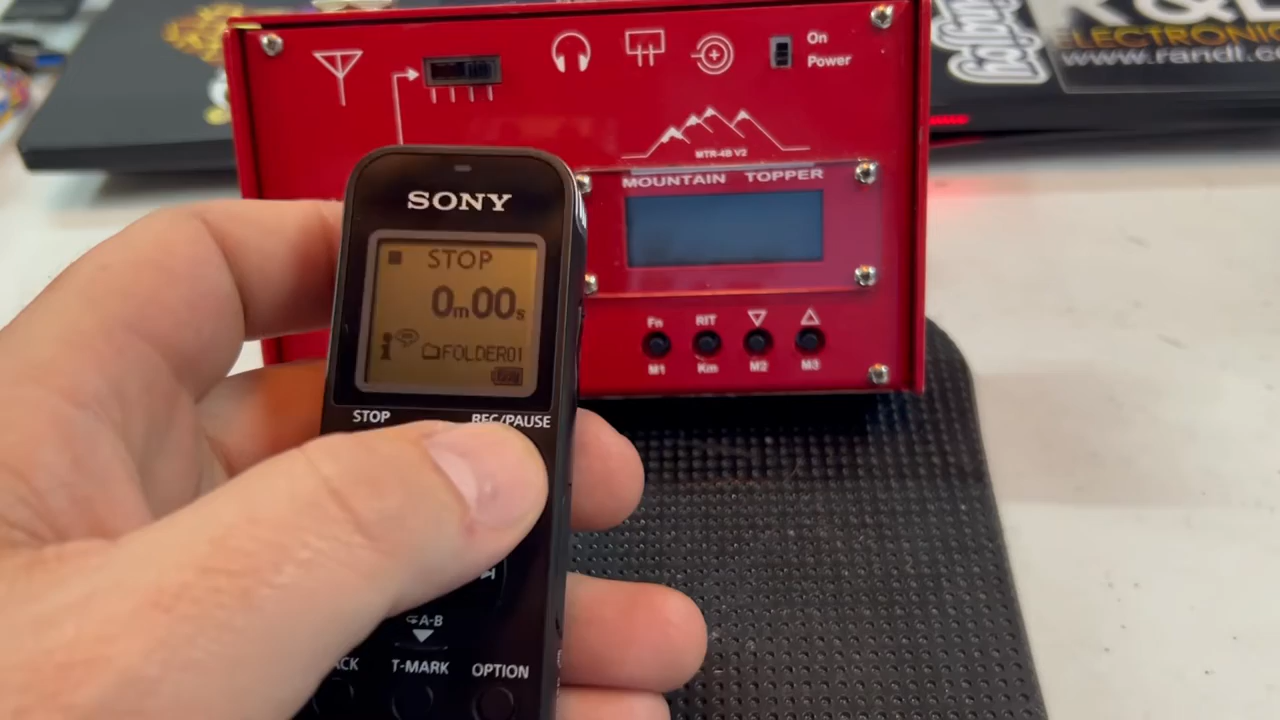 On
Power
MTR-4B V2
MOUNTAIN TOPPER
Fn RIT
M1 Km M2 M3
ELECTRONIC
www.randl.c
SONY
STOP
0m00s
FOLDER01
STOP REC/PAUSE
A-B
T-MARK OPTION